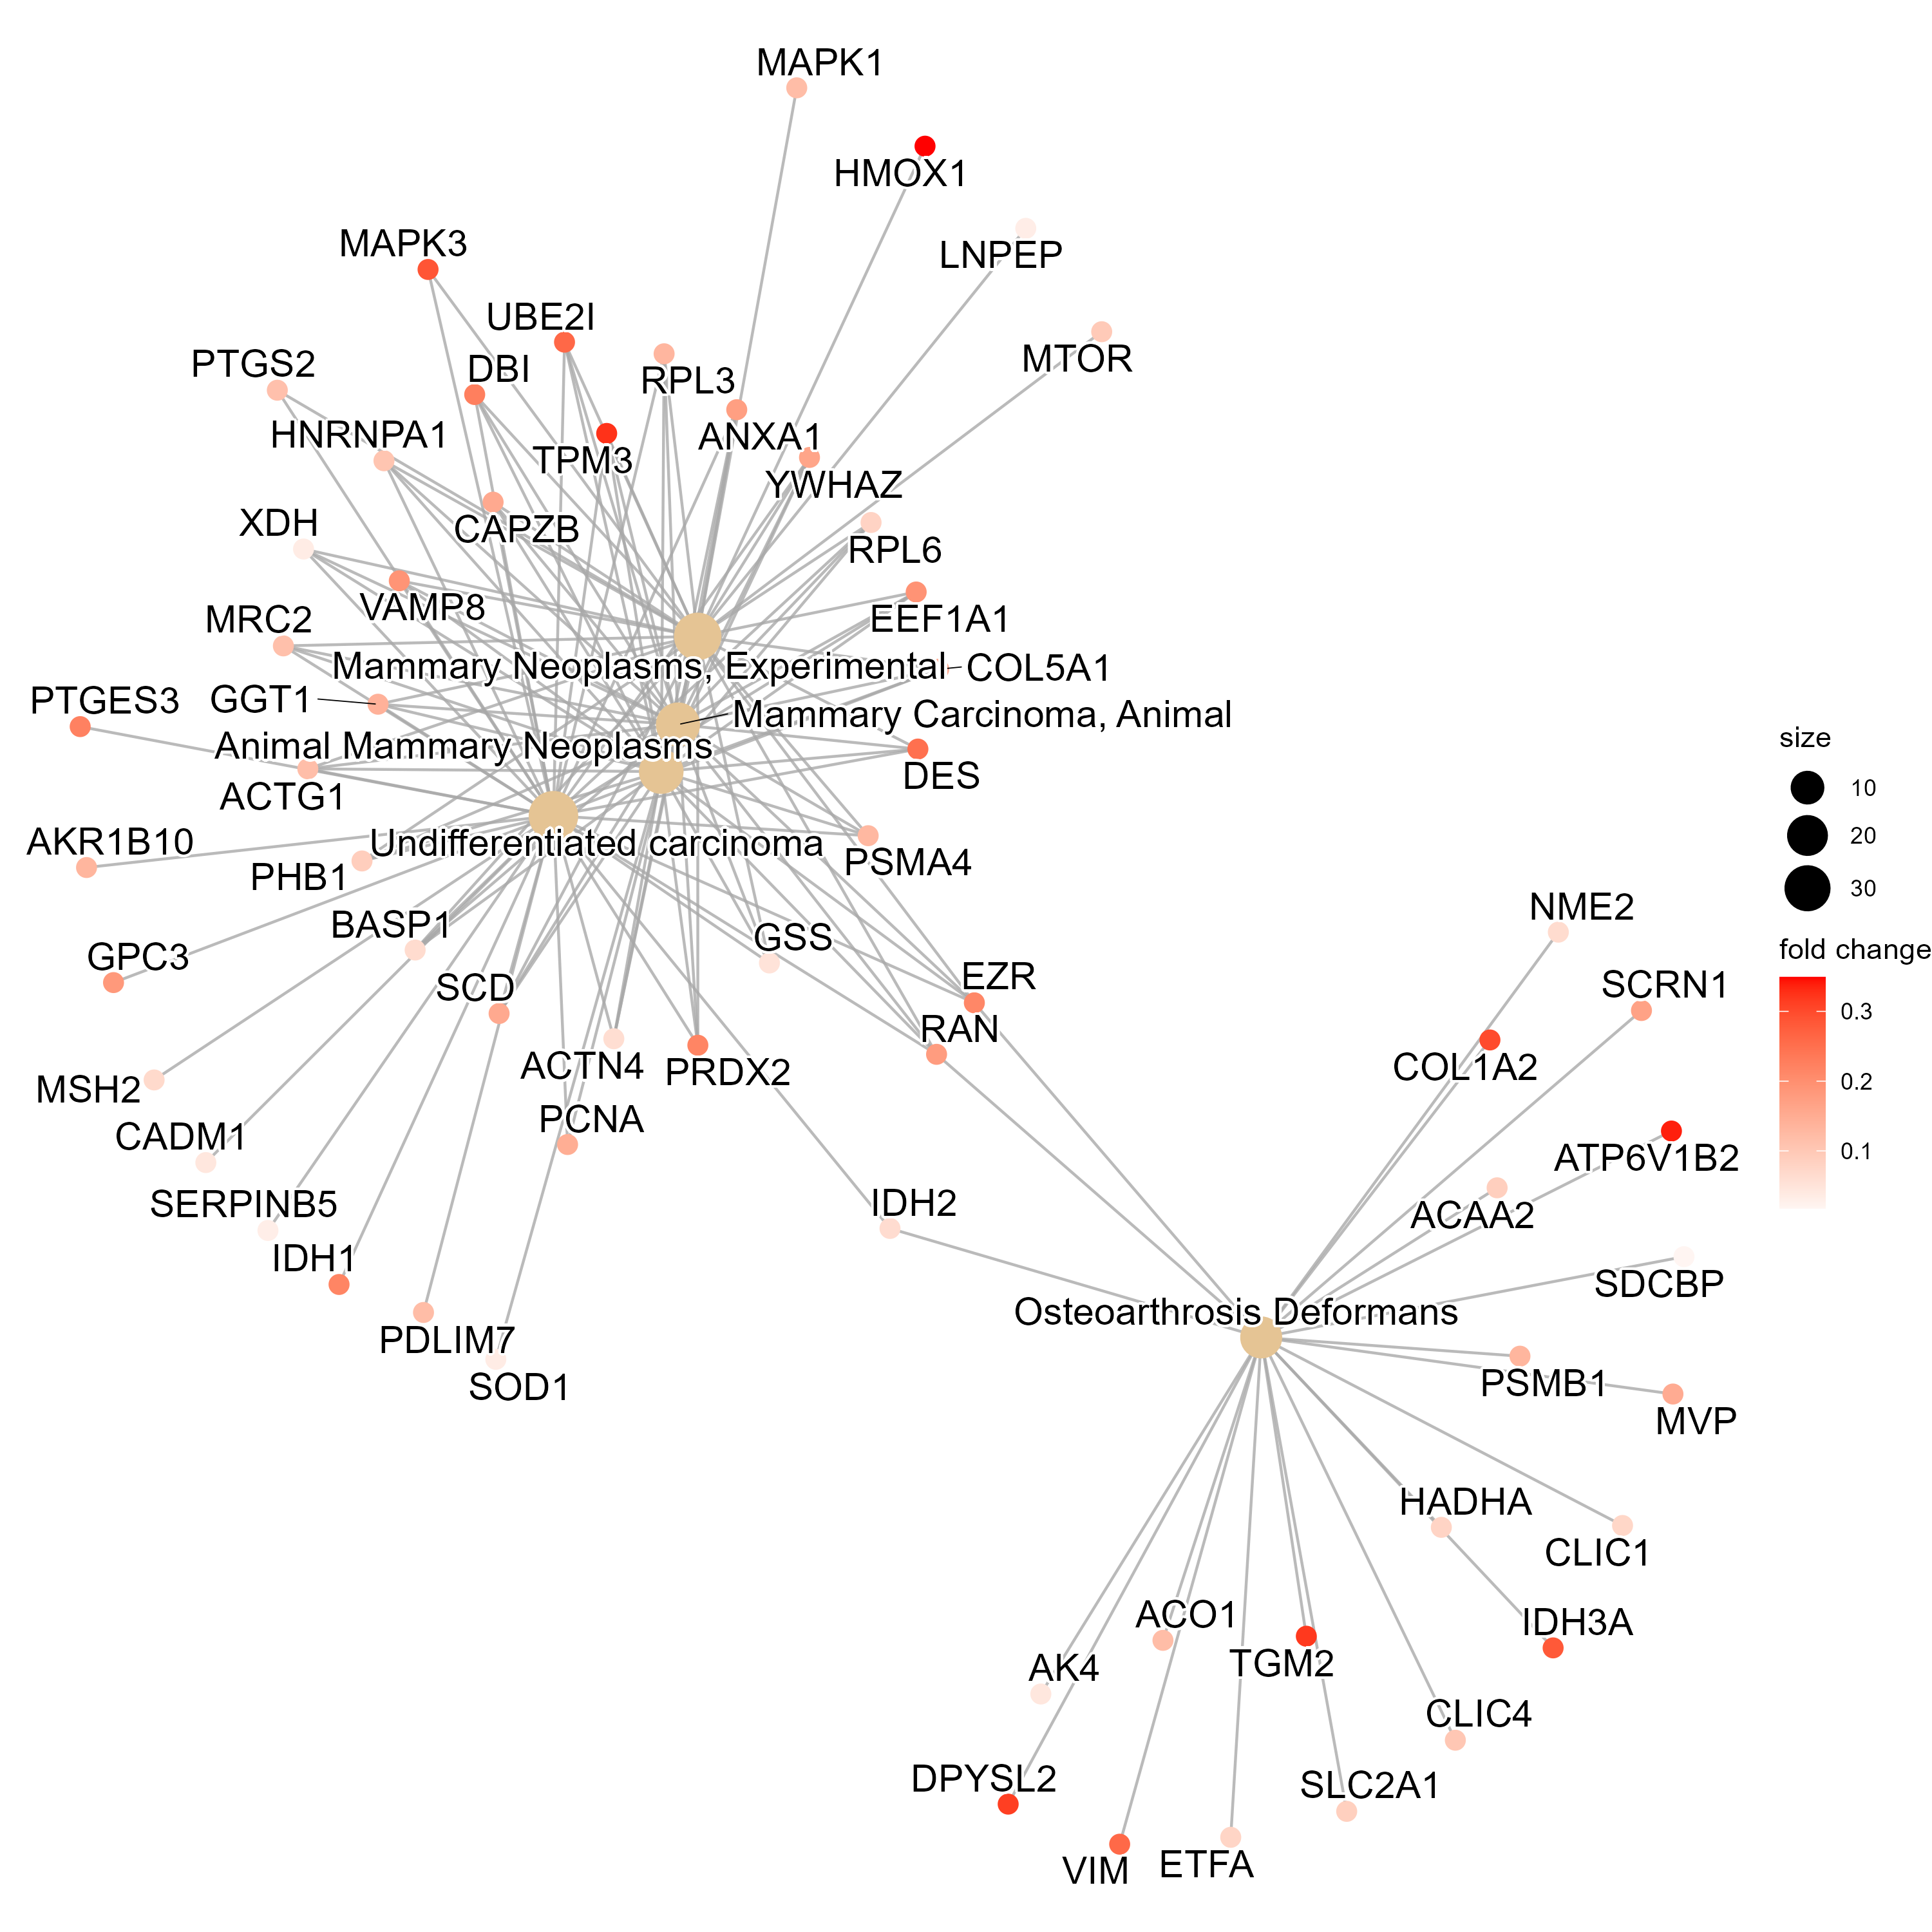 MAPK1
HMOX1
LNPEP
MAPK3
UBE2I
MTOR
PTGS2
DBI
RPL3
HNRNPA1
TPM3
ANXA1
YWHAZ
XDH
CAPZB
RPL6
VAMP8
MRC2
EEF1A1
Mammary Neoplasms, Experimental
COL5A1
PTGES3
GGT1
Mammary Carcinoma, Animal
Animal Mammary Neoplasms
DES
ACTG1
AKR1B10
Undifferentiated carcinoma
PSMA4
PHB1
BASP1
GSS
GPC3
SCD
EZR
RAN
ACTN4
PRDX2
MSH2
PCNA
CADM1
SERPINB5
IDH2
IDH1
PDLIM7
SOD1
NME2
SCRN1
COL1A2
ATP6V1B2
ACAA2
SDCBP
Osteoarthrosis Deformans
PSMB1
MVP
HADHA
CLIC1
ACO1
IDH3A
TGM2
AK4
CLIC4
DPYSL2
SLC2A1
VIM
ETFA
size
10
20
30
fold change
0.3
0.2
0.1